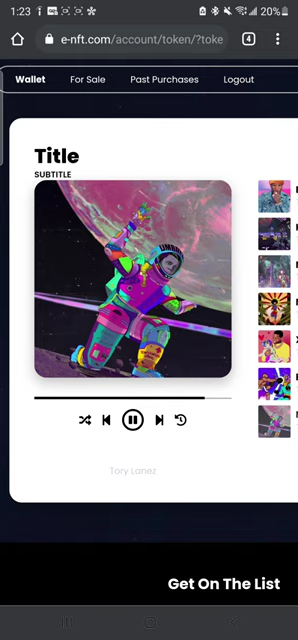 1:23
20%
e-nft.com/account/token/?toke
4
Wallet For Sale Past Purchases Logout
Title
SUBTITLE
Tory Lanez
Get On The List